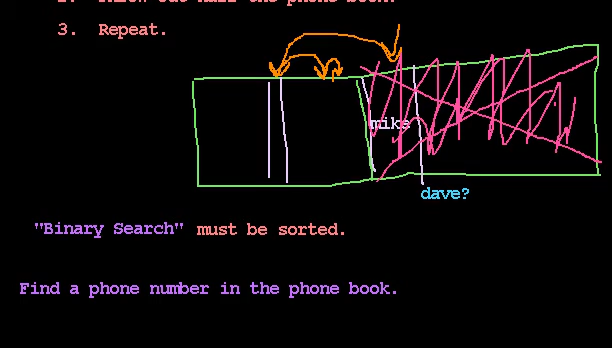 3. Repeat.
mike
dave?
"Binary Search" must be sorted.
Find a phone number in the phone book.